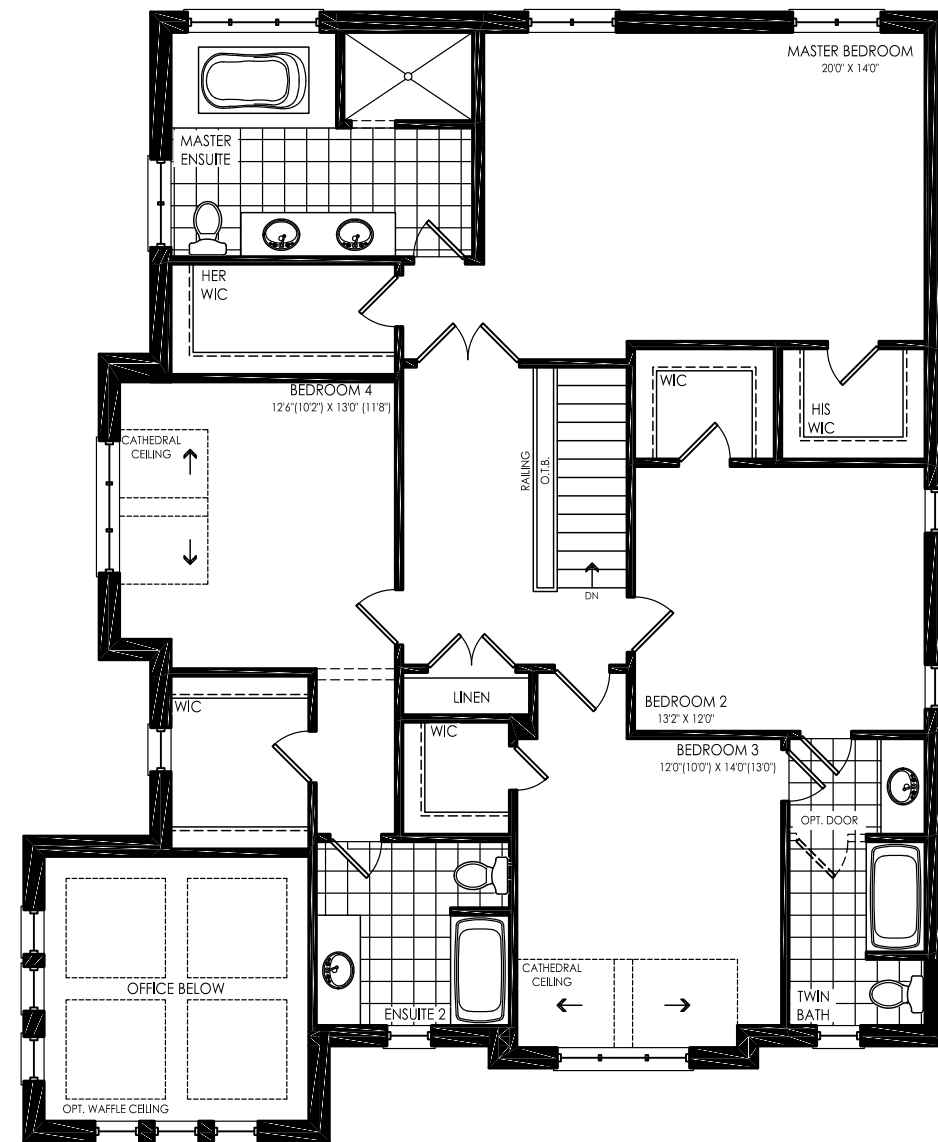 MASTER BEDROOM
20'0" X 14'0"
MASTER
ENSUITE
HER
WIC
BEDROOM 4
12'6"(10'2") X 13'0" (11'8")
CATHEDRAL
CEILING
RAILING
O.T.B.
DN
WIC
HIS
WIC
LINEN
BEDROOM 2
13'2" X 12'0"
WIC
WIC
BEDROOM 3
12'0"(10'0") X 14'0"(13'0")
OPT. DOOR
OFFICE BELOW
CATHEDRAL
CEILING
ENSUITE 2
TWIN
BATH
OPT. WAFFLE CEILING